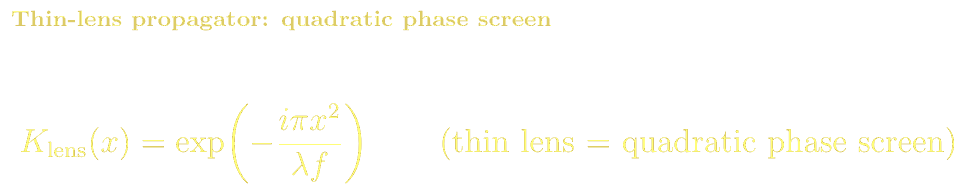 Thin-lens propagator: quadratic phase screen
K_lens(x) = exp(−iπx²/λf) (thin lens = quadratic phase screen)